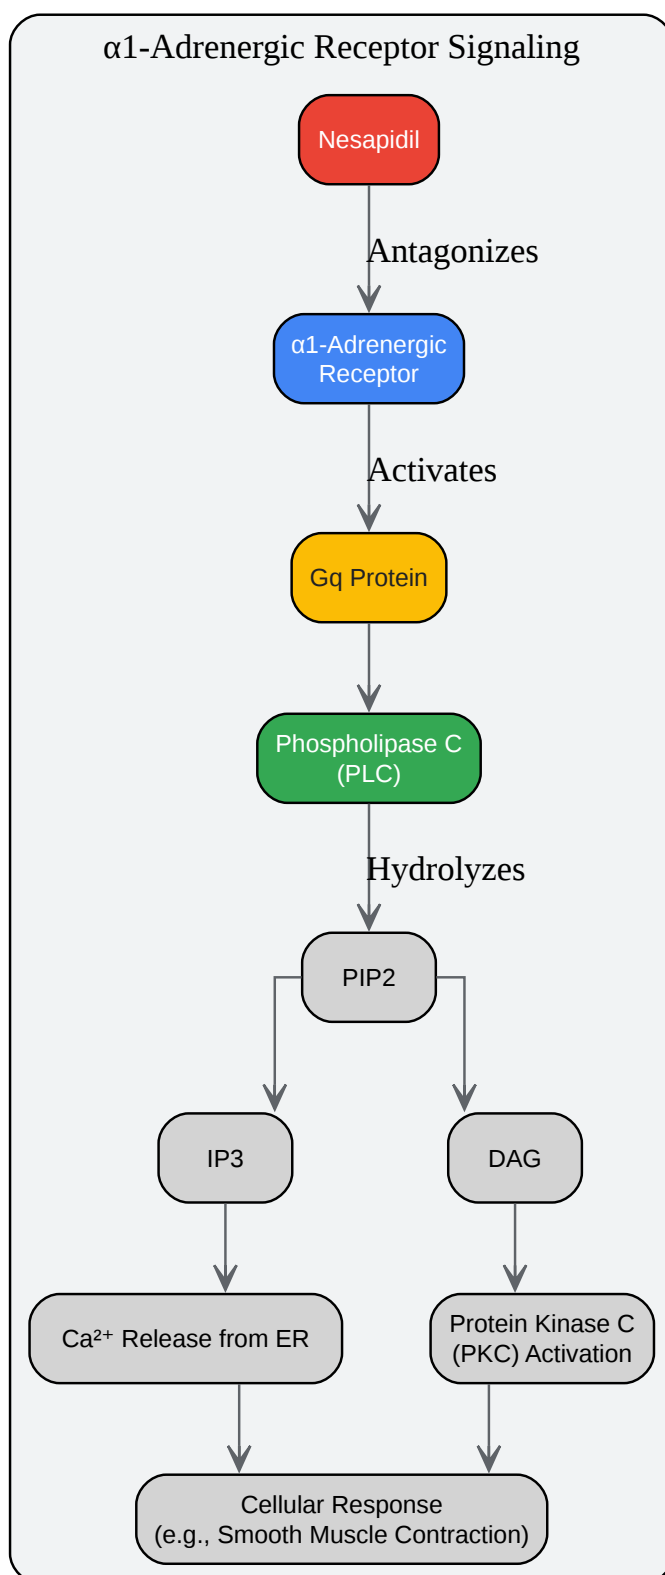 α1-Adrenergic Receptor Signaling
Nesapidil
Antagonizes
α1-Adrenergic
Receptor
Activates
Gq Protein
Phospholipase C
(PLC)
Hydrolyzes
PIP2
IP3
DAG
Ca²⁺ Release from ER
Protein Kinase C
(PKC) Activation
Cellular Response
(e.g., Smooth Muscle Contraction)